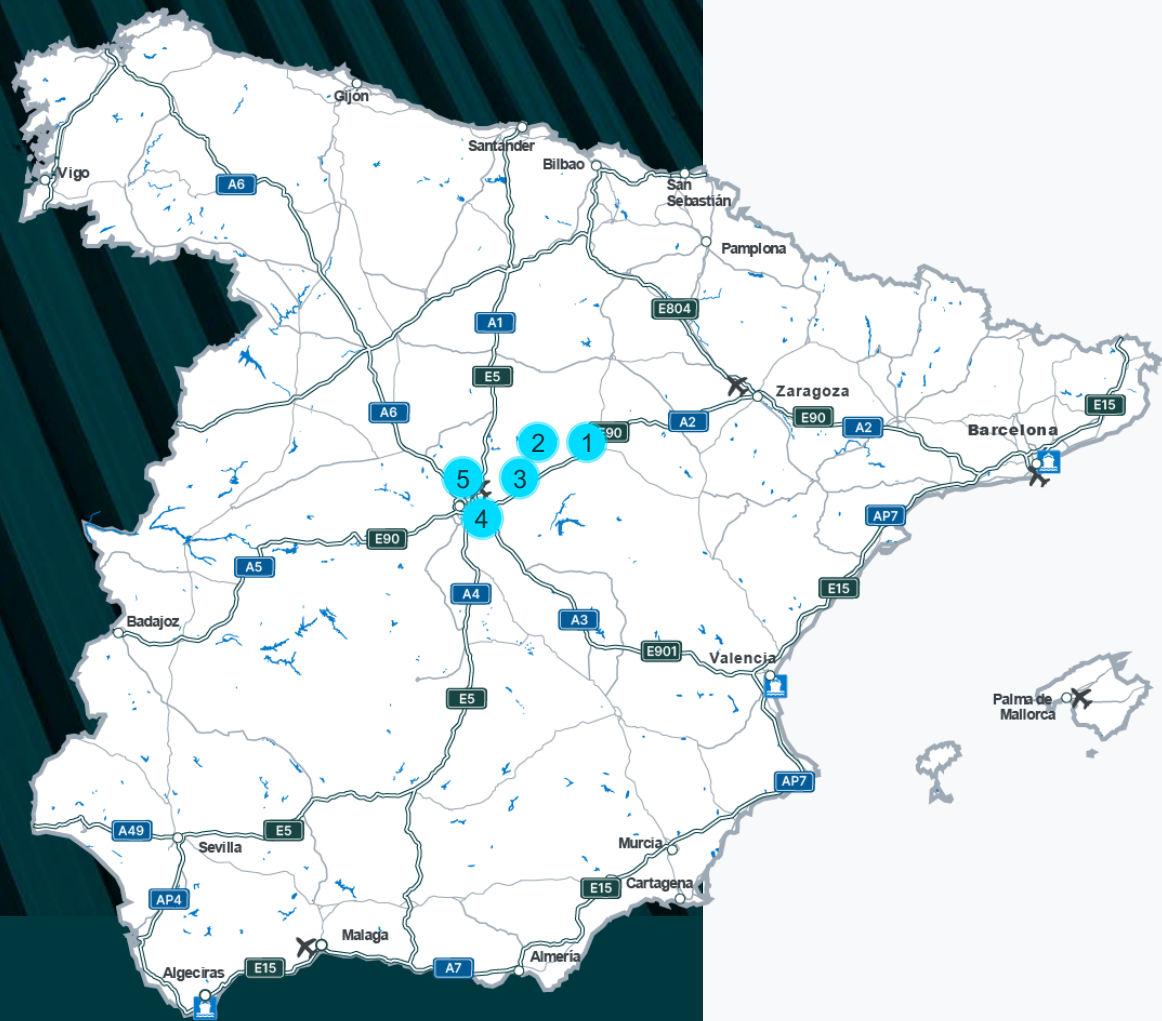 Gijón
Santander
Bilbao
San
Sebastián
Vigo
A6
Pamplona
E804
A1
E5
Zaragoza
A6
E90
A2
E90
A2
E15
Barcelona
2
1
5
3
4
AP7
E90
A5
A4
E15
A3
Badajoz
E901
Valencia
E5
Palma de
Mallorca
AP7
A49
E5
Sevilla
Murcia
E15
Cartagena
AP4
Malaga
Almería
Algeciras
E15
A7